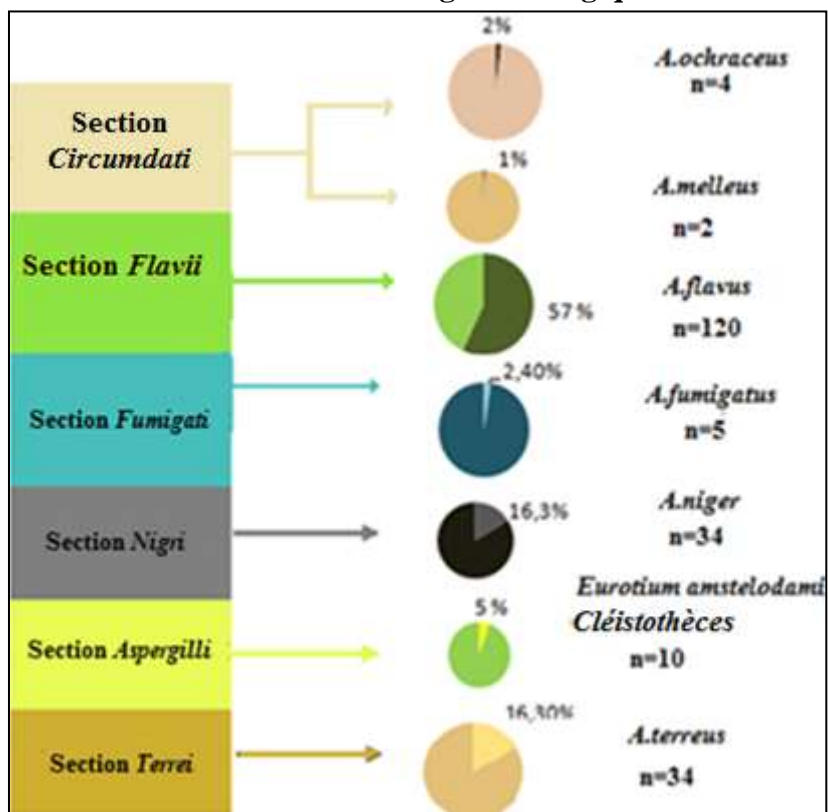 2%
A.ochraceus
n=4
Section
Circumdati
1%
A.melleus
n=2
Section Flavii
57%
A.flavus
n=120
2,40%
Section Fumigati
A.fumigatus
n=5
16,3%
A.niger
n=34
Section Nigri
Eurotium amstelodami
5%
Cléistothèces
n=10
Section Aspergilli
16,30%
A.terreus
n=34
Section Terrei